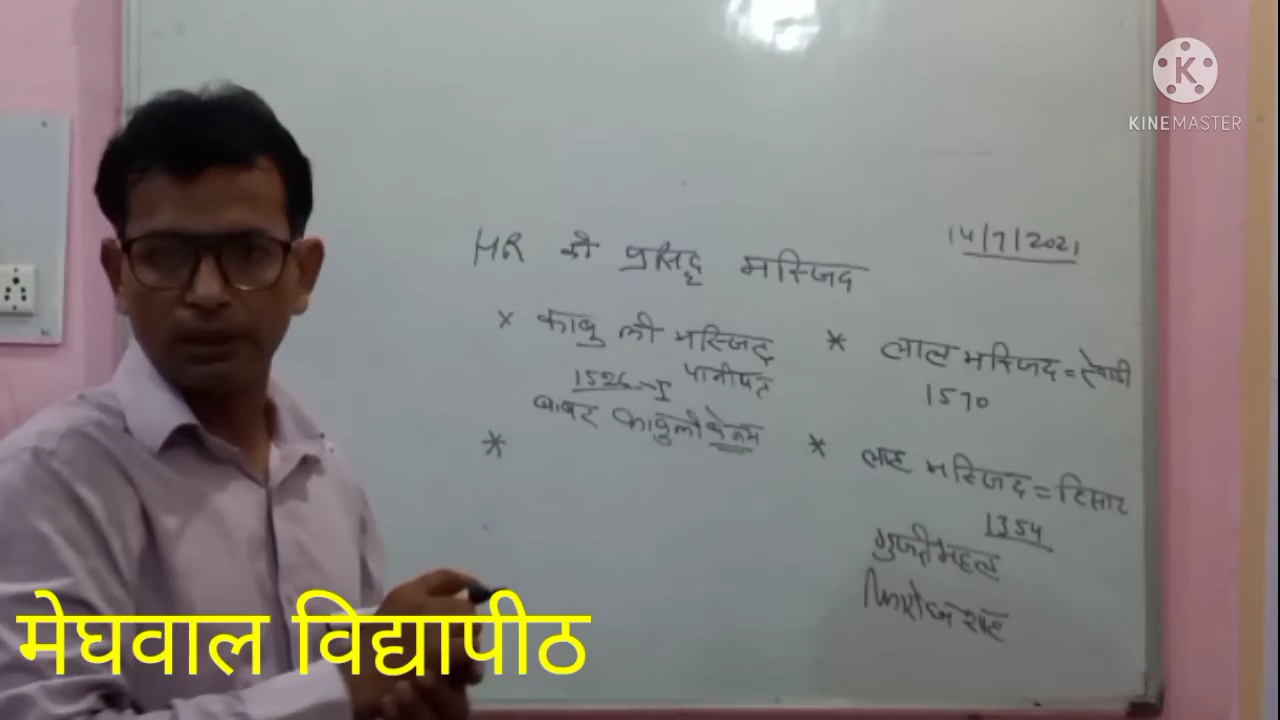 KINEMASTER
14/7/2021
HR की प्रसिद्ध मस्जिद
× काबुली मस्जिद
पानीपत
1526 → I
बाबर काबुली बेगम
*
* लाल मस्जिद = रेवाडी
1570
* लाट मस्जिद = हिसार
1354
गुजरी महल
फिरोजशाह
मेघवाल विद्यापीठ